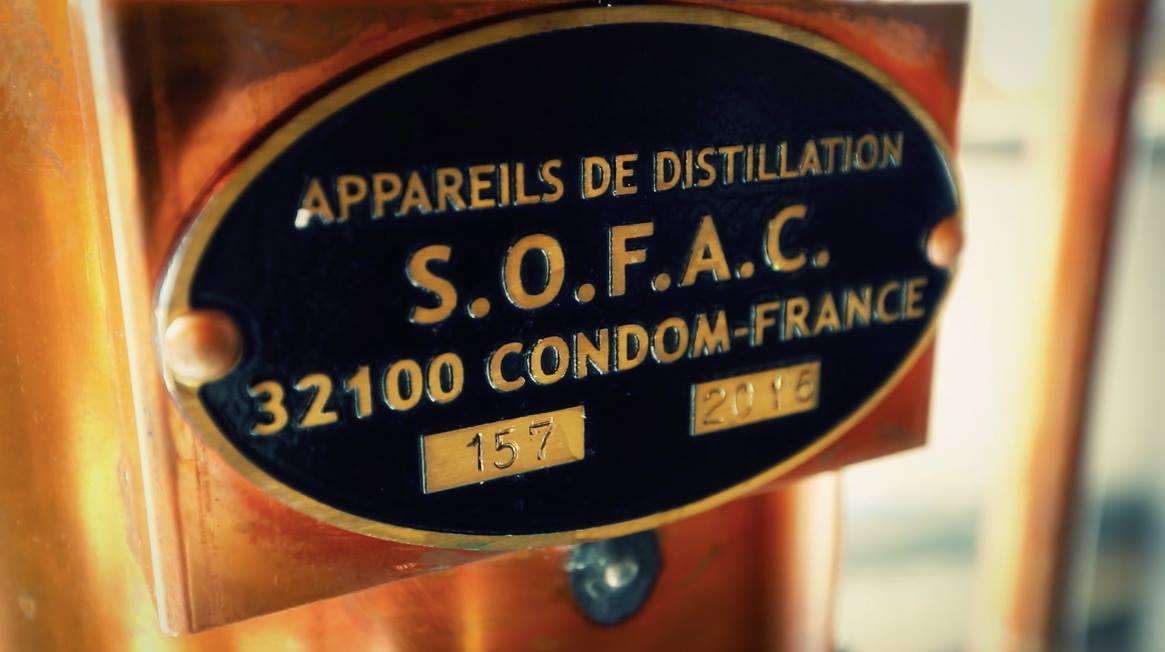 APPAREILS DE DISTILLATION
S.O.F.A.C.
32100 CONDOM-FRANCE
157 2016